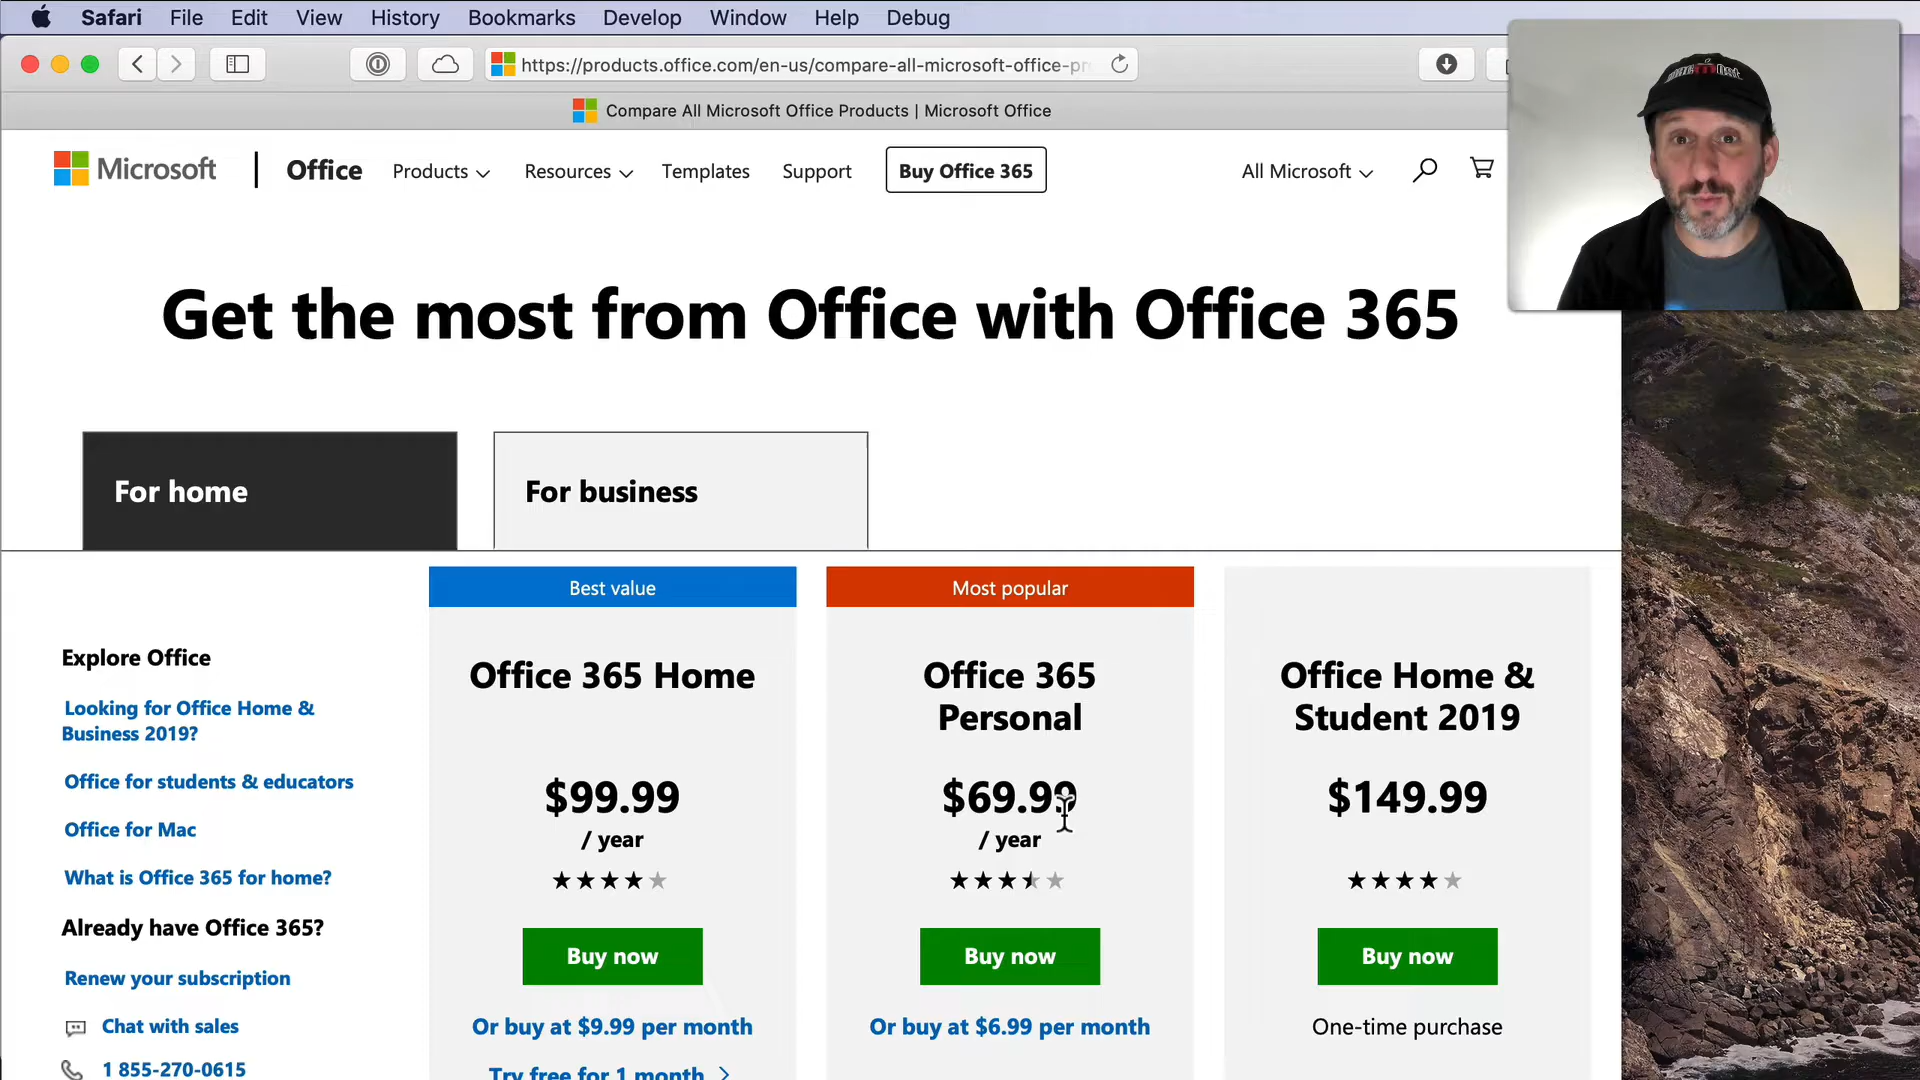 Safari File Edit View History Bookmarks Develop Window Help Debug
https://products.office.com/en-us/compare-all-microsoft-office-pr
Compare All Microsoft Office Products | Microsoft Office
Microsoft Office Products Resources Templates Support Buy Office 365 All Microsoft
Get the most from Office with Office 365
For home
For business
Explore Office
Looking for Office Home &
Business 2019?
Office for students & educators
Office for Mac
What is Office 365 for home?
Already have Office 365?
Renew your subscription
Chat with sales
1 855-270-0615
Best value
Office 365 Home
$99.99
/ year
Buy now
Or buy at $9.99 per month
Try free for 1 month
Most popular
Office 365
Personal
$69.99
/ year
Buy now
Or buy at $6.99 per month
Office Home &
Student 2019
$149.99
Buy now
One-time purchase